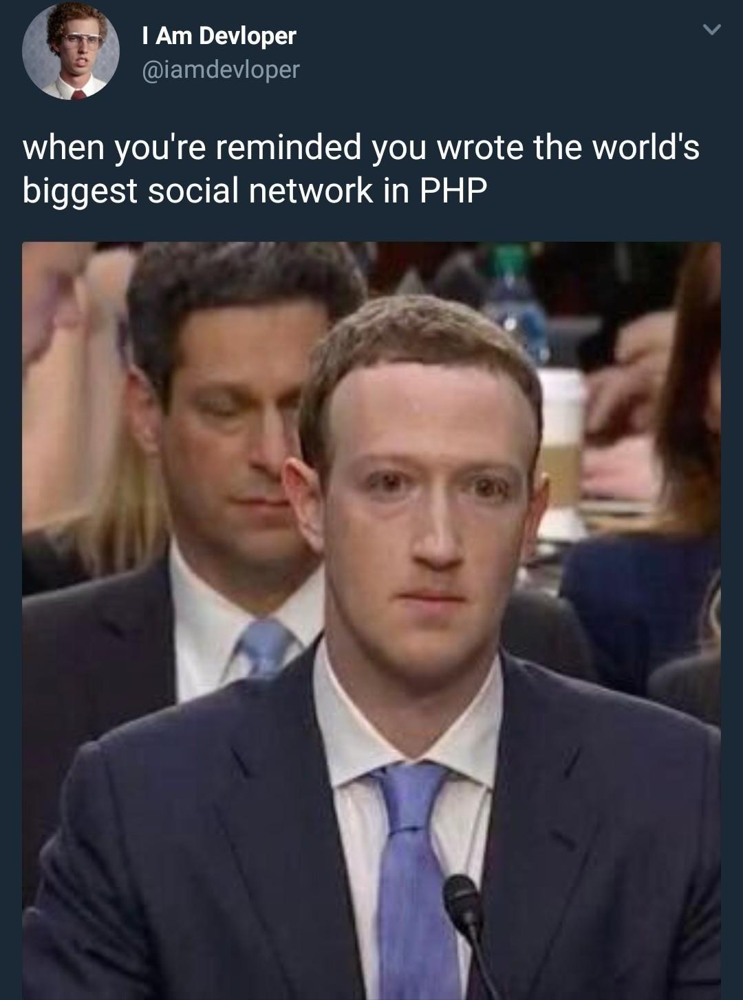 I Am Devloper
@iamdevloper
when you're reminded you wrote the world's
biggest social network in PHP